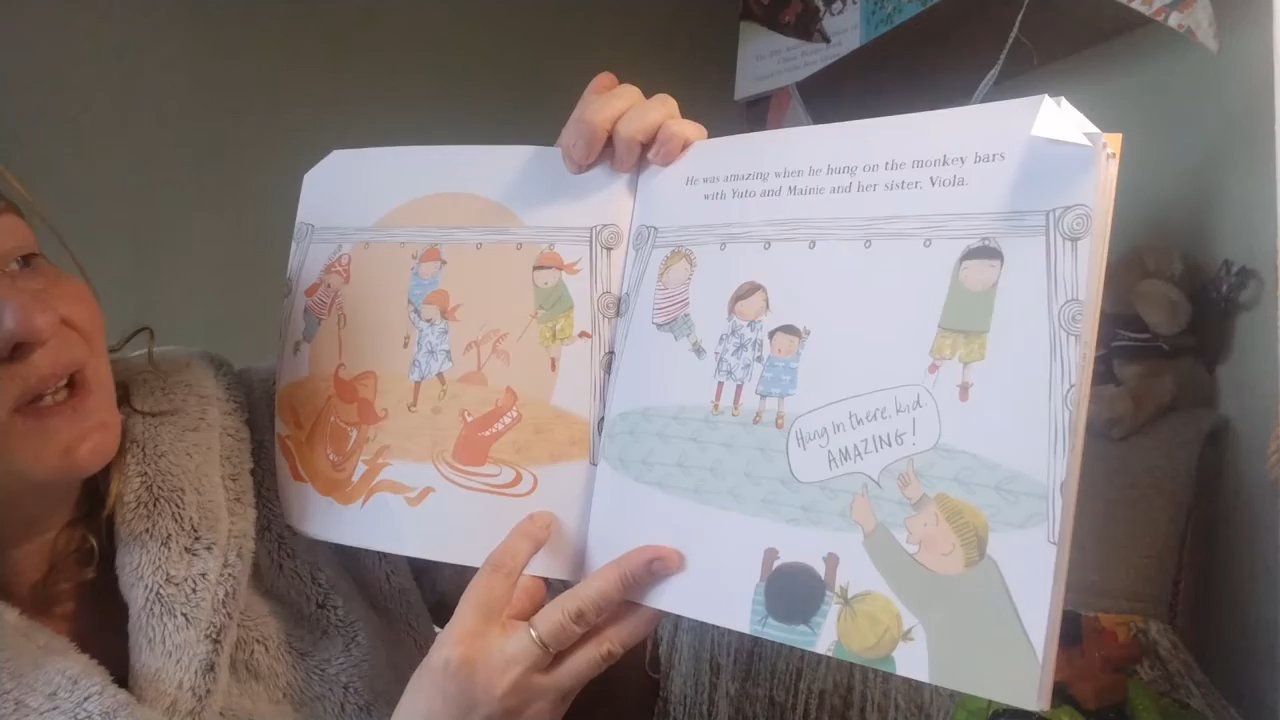 He was amazing when he hung on the monkey bars
with Yuto and Mainie and her sister, Viola.
Hang in there, kid.
AMAZING!